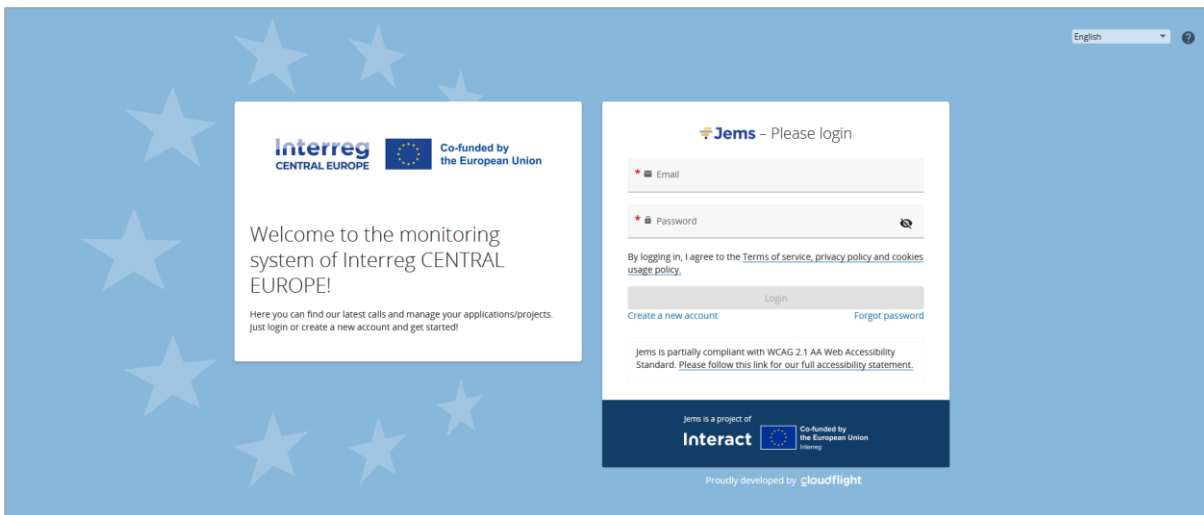 English
Interreg
CENTRAL EUROPE
Co-funded by
the European Union
Welcome to the monitoring
system of Interreg CENTRAL
EUROPE!
Here you can find our latest calls and manage your applications/projects.
Just login or create a new account and get started!
Jems – Please login
* Email
* Password
By logging in, I agree to the Terms of service, privacy policy and cookies
usage policy.
Login
Create a new account
Forgot password
Jems is partially compliant with WCAG 2.1 AA Web Accessibility
Standard. Please follow this link for our full accessibility statement.
Jems is a project of
Interact
Co-funded by
the European Union
Interreg
Proudly developed by cloudflight